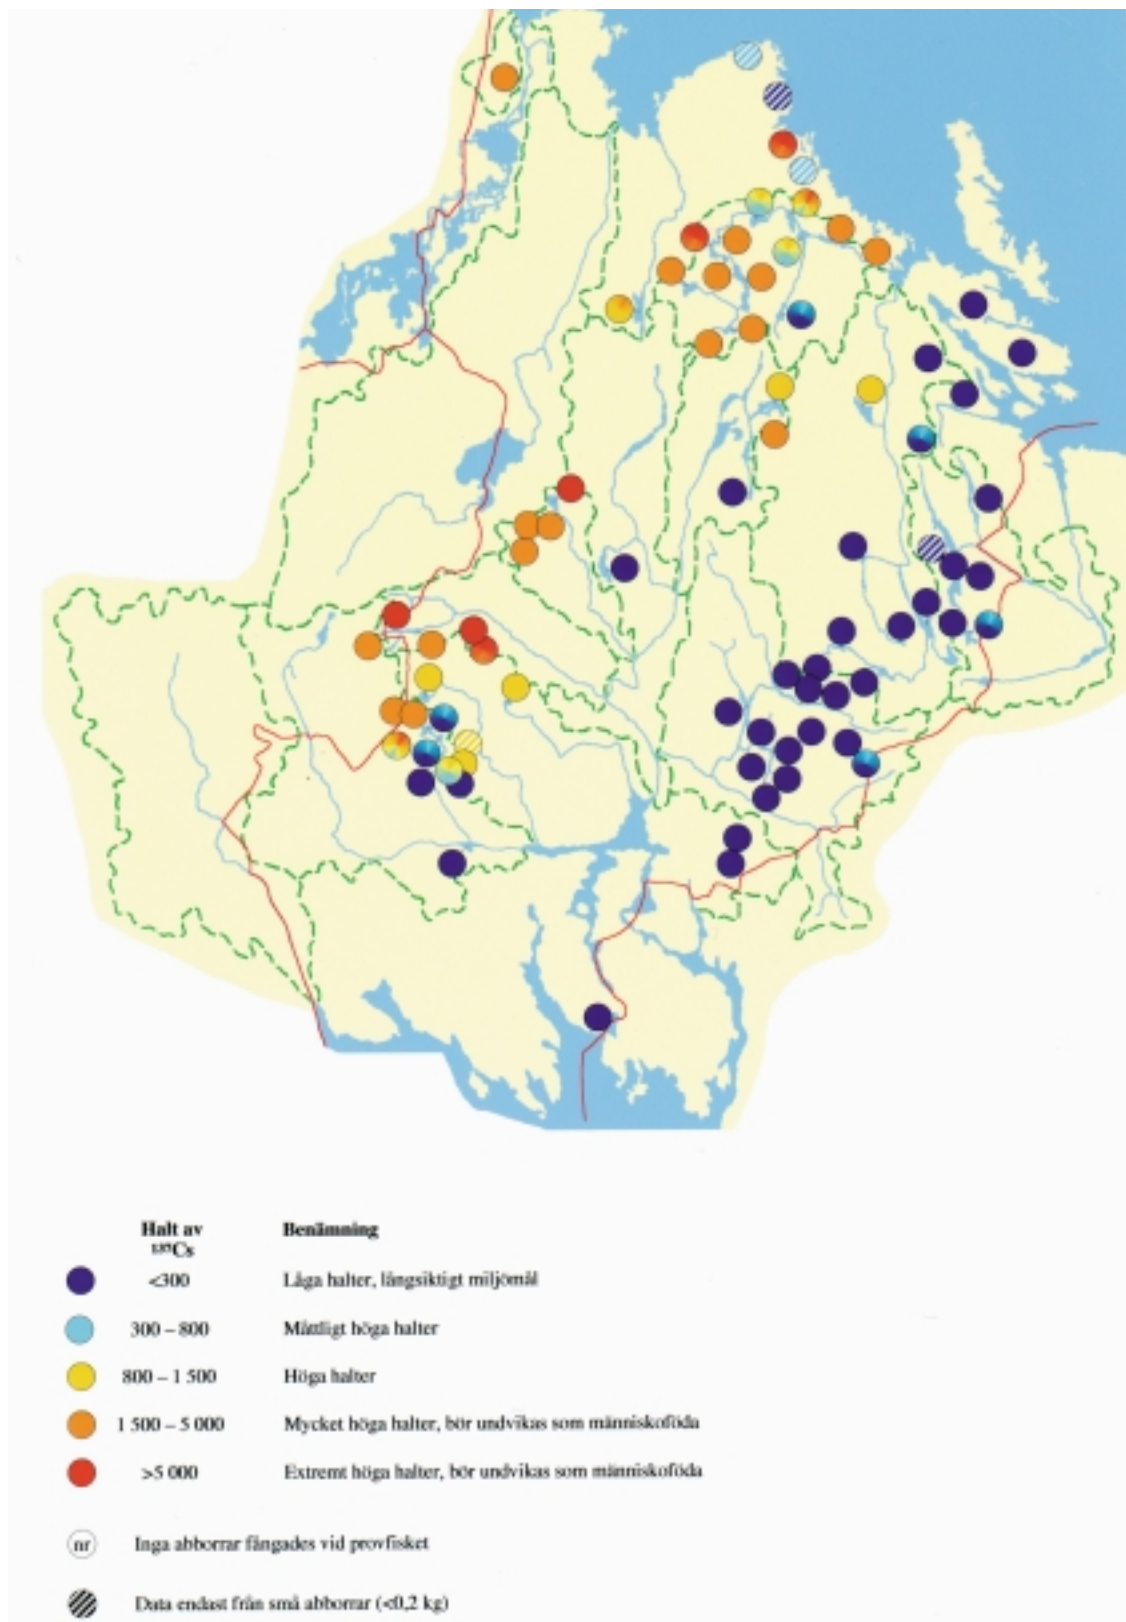 Halt av Benämning
¹³⁷Cs
<300 Låga halter, långsiktigt miljömål
300 – 800 Måttligt höga halter
800 – 1 500 Höga halter
1 500 – 5 000 Mycket höga halter, bör undvikas som människoföda
>5 000 Extremt höga halter, bör undvikas som människoföda
nr Inga abborrar fångades vid provfisket
Data endast från små abborrar (<0,2 kg)